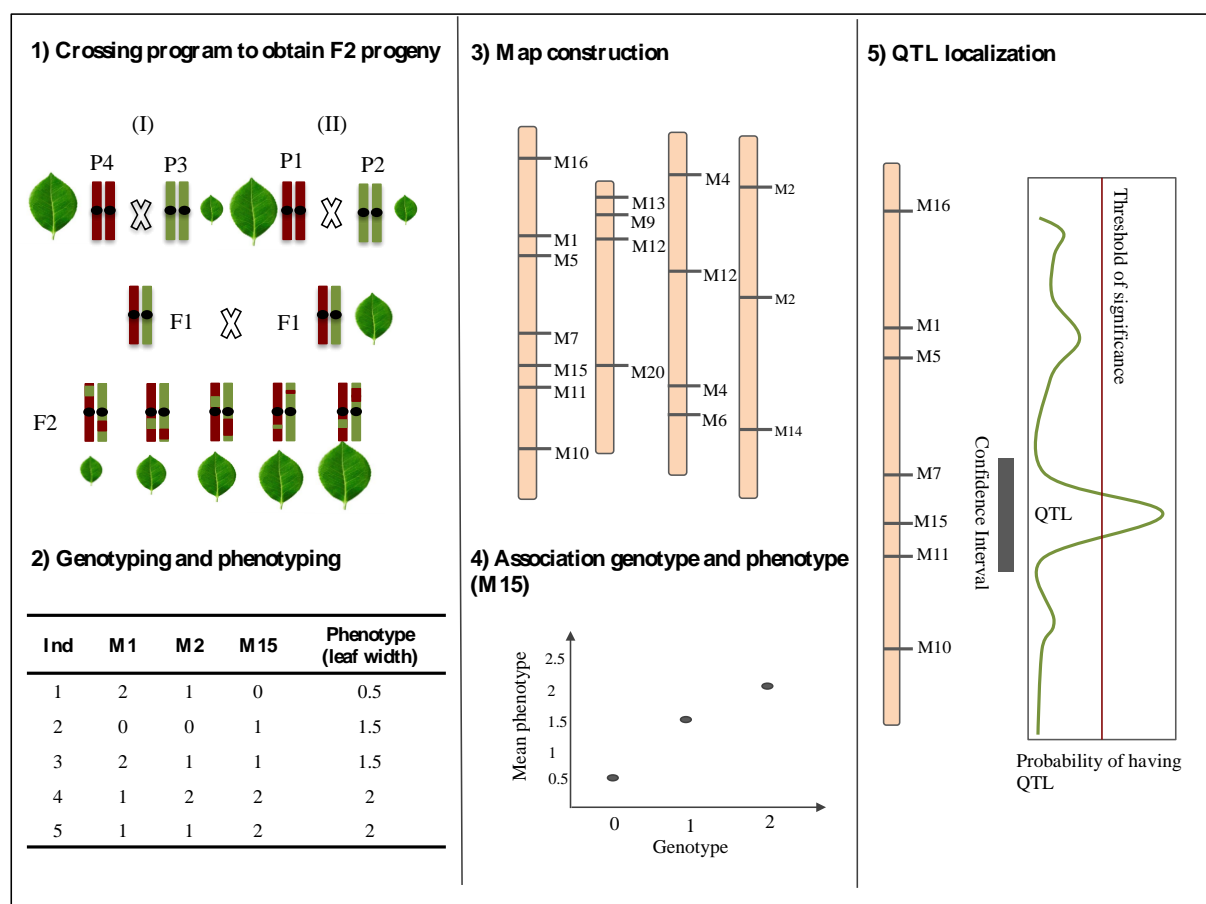 1) Crossing program to obtain F2 progeny
(I)
(II)
P4
P3
P1
P2
F1
F1
F2
2) Genotyping and phenotyping
Ind M1 M2 M15 Phenotype (leaf width)
1 2 1 0 0.5
2 0 0 1 1.5
3 2 1 1 1.5
4 1 2 2 2
5 1 1 2 2
3) Map construction
M16
M1
M5
M7
M15
M11
M10
M13
M9
M12
M20
M4
M12
M4
M6
M2
M2
M14
4) Association genotype and phenotype
(M15)
Mean phenotype
2.5
2
1.5
1
0.5
0 1 2
Genotype
5) QTL localization
M16
M1
M5
M7
M15
M11
M10
Confidence Interval
QTL
Threshold of significance
Probability of having
QTL